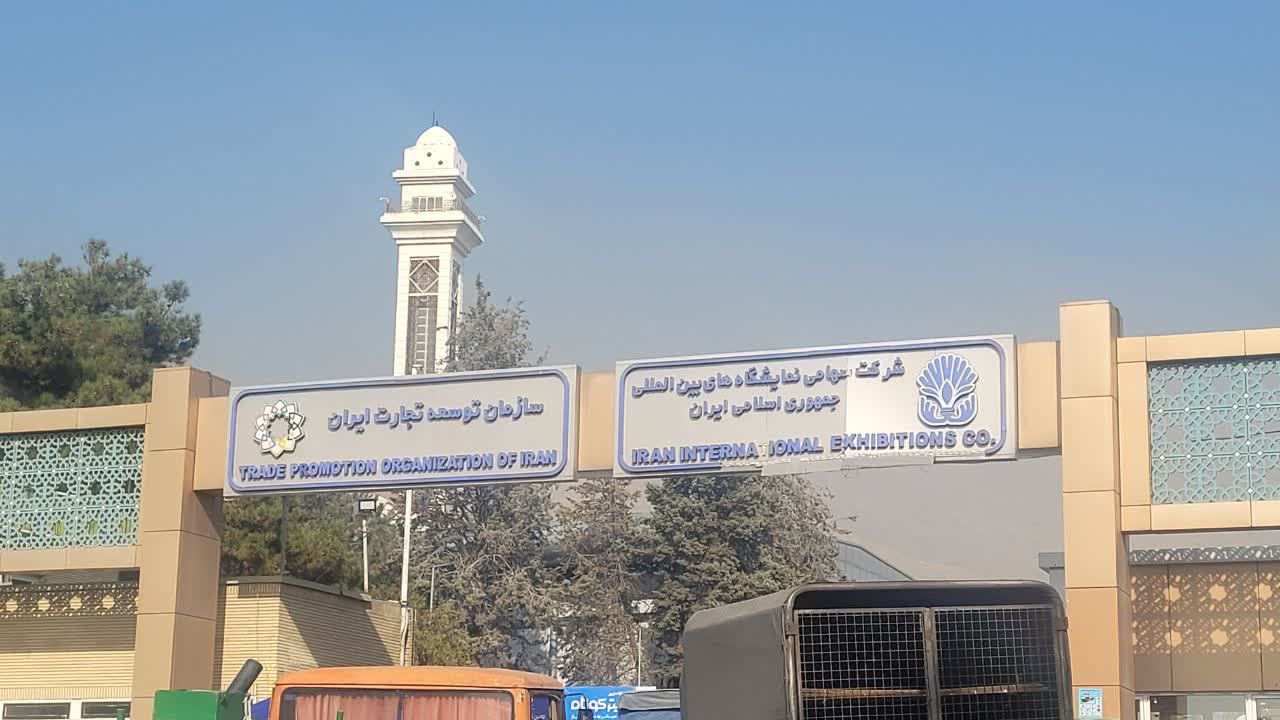 سازمان توسعه تجارت ایران
TRADE PROMOTION ORGANIZATION OF IRAN
شرکت سهامی نمایشگاه های بین المللی
جمهوری اسلامی ایران
IRAN INTERNATIONAL EXHIBITIONS CO.